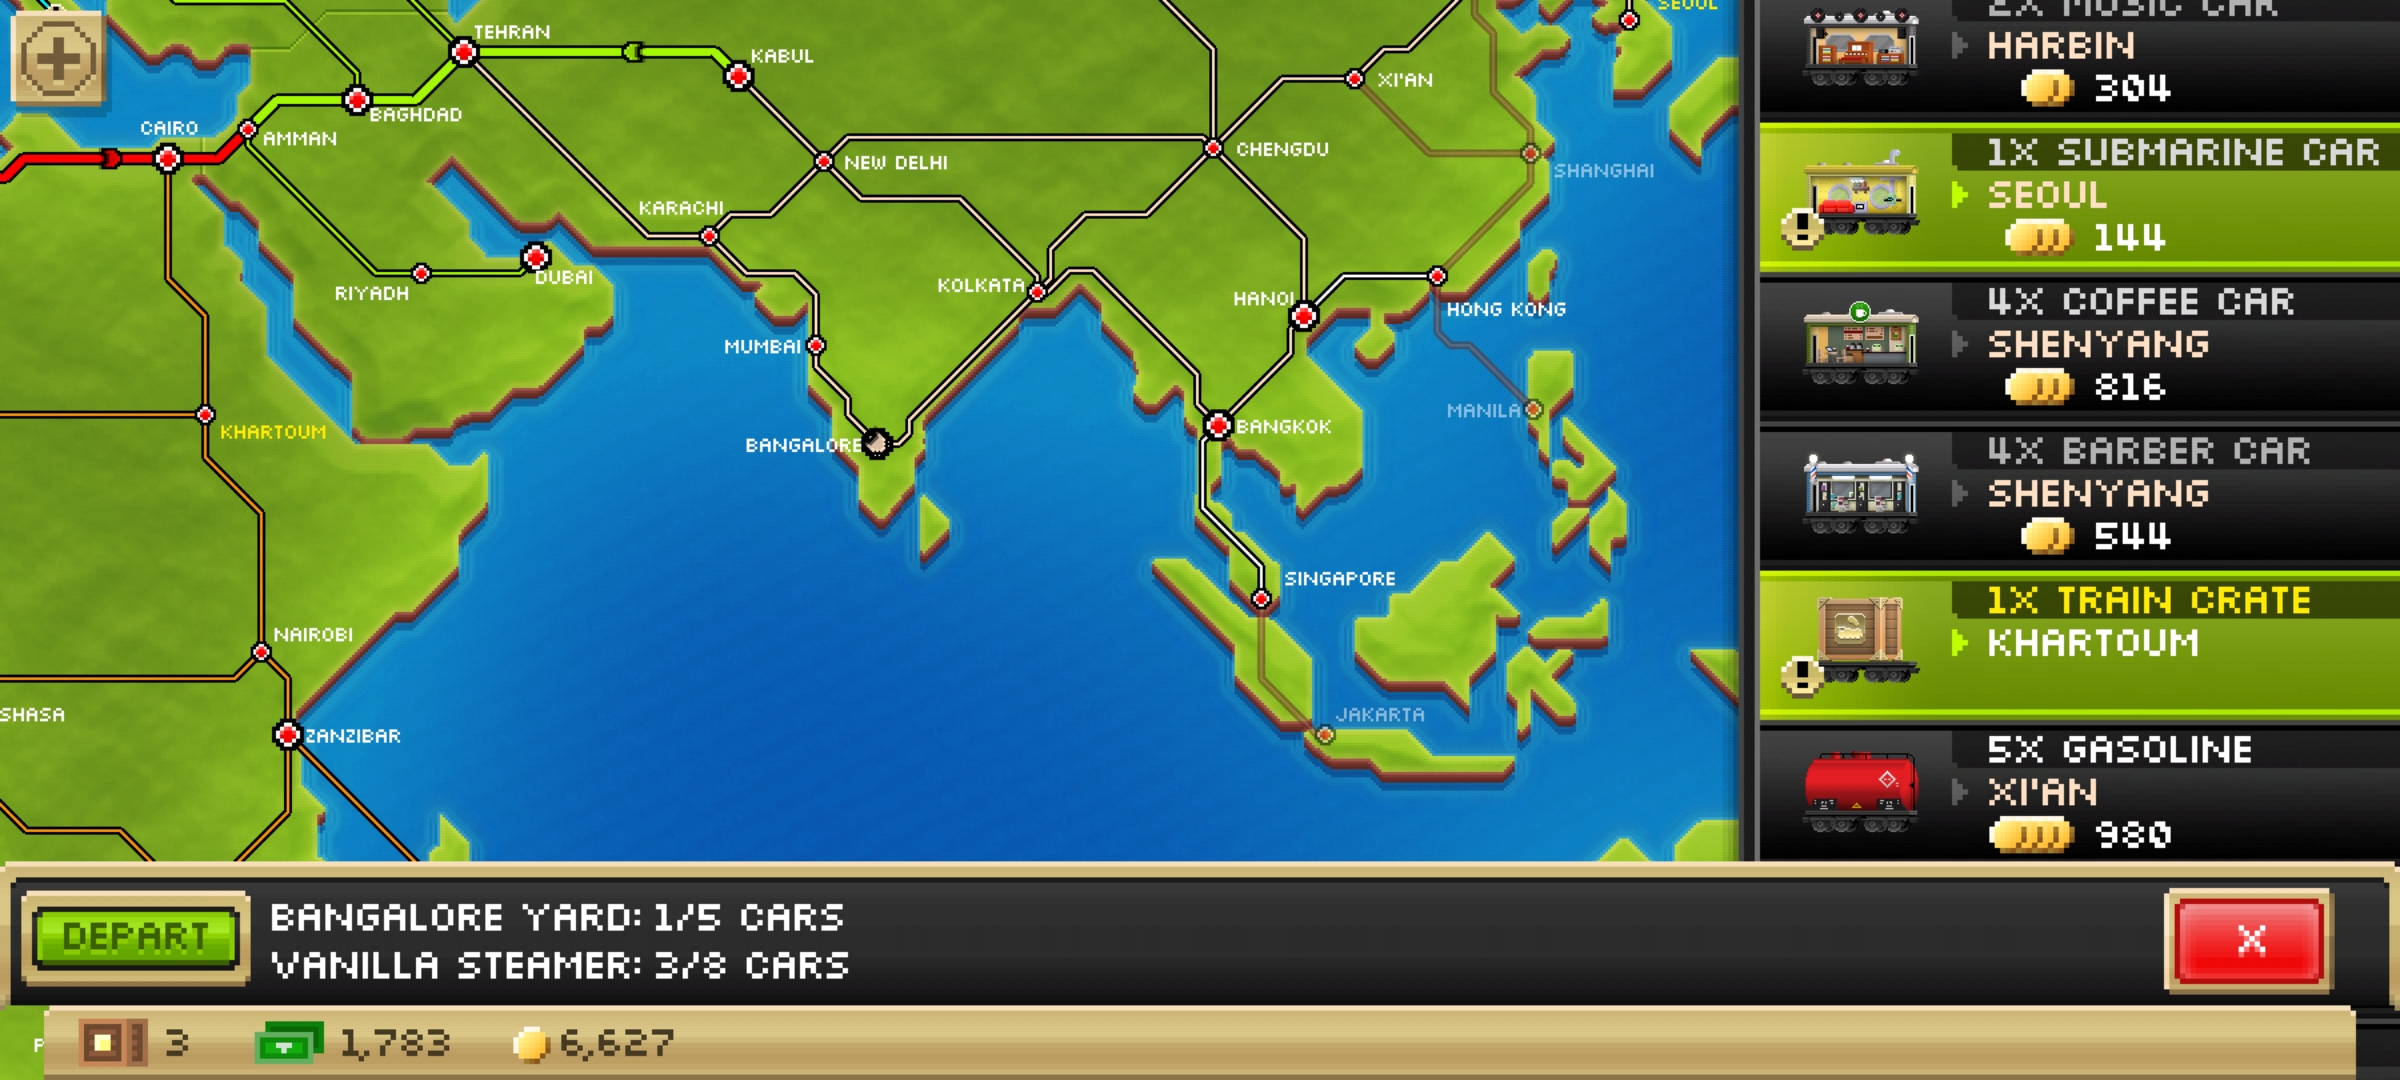 SEOUL
TEHRAN
KABUL
XI'AN
BAGHDAD
CAIRO
AMMAN
NEW DELHI
CHENGDU
SHANGHAI
KARACHI
DUBAI
RIYADH
KOLKATA
HANOI
HONG KONG
MUMBAI
MANILA
KHARTOUM
BANGKOK
BANGALORE
SINGAPORE
NAIROBI
SHASA
JAKARTA
ZANZIBAR
2X MUSIC CAR
HARBIN
304
1X SUBMARINE CAR
SEOUL
144
4X COFFEE CAR
SHENYANG
816
4X BARBER CAR
SHENYANG
544
1X TRAIN CRATE
KHARTOUM
5X GASOLINE
XI'AN
980
DEPART
BANGALORE YARD: 1/5 CARS
VANILLA STEAMER: 3/8 CARS
X
3
1,783
6,627